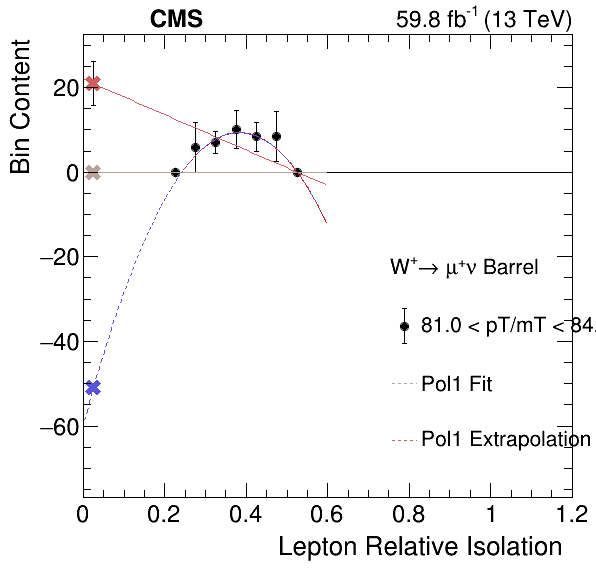 CMS 59.8 fb⁻¹ (13 TeV)
Bin Content
20
0
−20
−40
−60
W⁺→ μ⁺ν Barrel
81.0 < pT/mT < 84.
Pol1 Fit
Pol1 Extrapolation
0 0.2 0.4 0.6 0.8 1 1.2
Lepton Relative Isolation